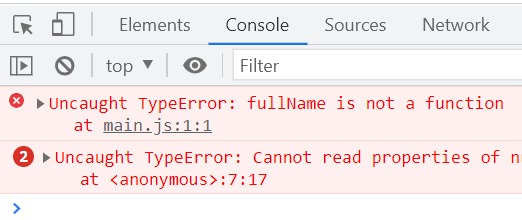 Elements Console Sources Network
top Filter
Uncaught TypeError: fullName is not a function
at main.js:1:1
2 Uncaught TypeError: Cannot read properties of
at <anonymous>:7:17